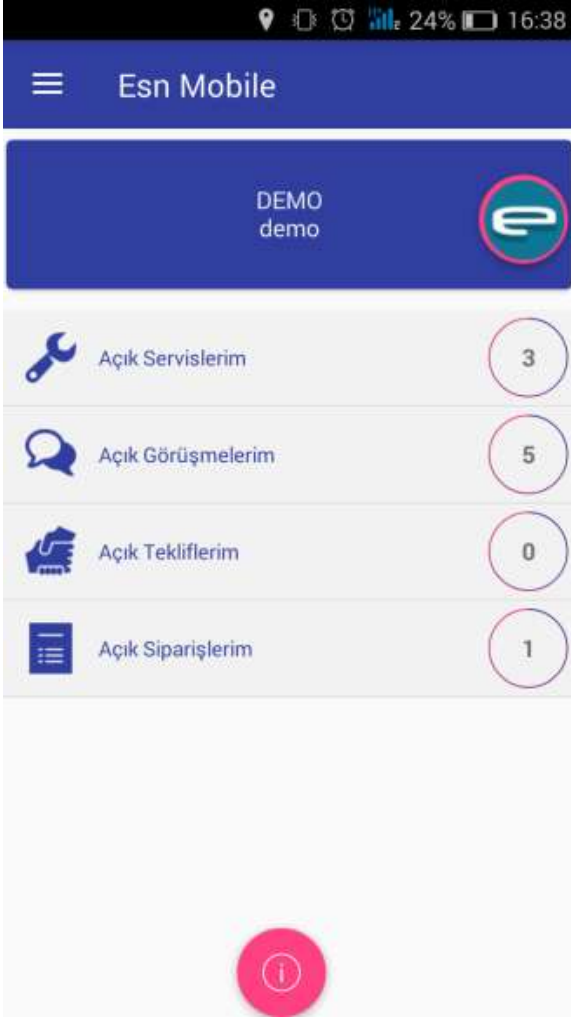 24% 16:38
Esn Mobile
DEMO
demo
Açık Servislerim 3
Açık Görüşmelerim 5
Açık Tekliflerim 0
Açık Siparişlerim 1